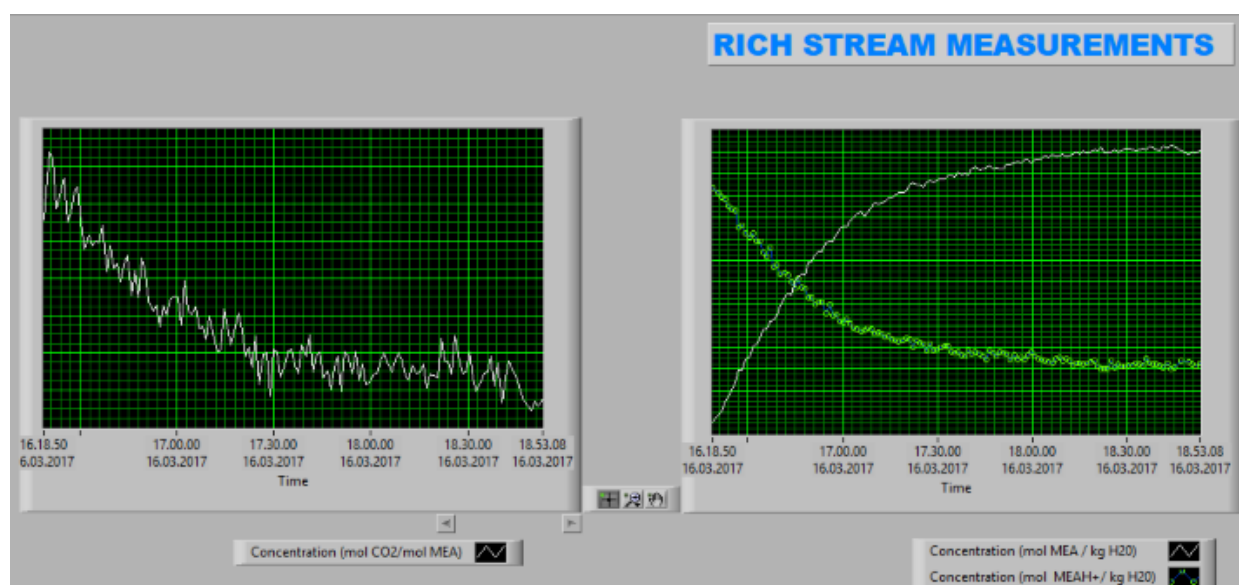 RICH STREAM MEASUREMENTS
16.18.50 17.00.00 17.30.00 18.00.00 18.30.00 18.53.08
6.03.2017 16.03.2017 16.03.2017 16.03.2017 16.03.2017 16.03.2017
Time
Concentration (mol CO2/mol MEA)
16.18.50 17.00.00 17.30.00 18.00.00 18.30.00 18.53.08
16.03.2017 16.03.2017 16.03.2017 16.03.2017 16.03.2017 16.03.2017
Time
Concentration (mol MEA / kg H20)
Concentration (mol MEAH+/ kg H20)